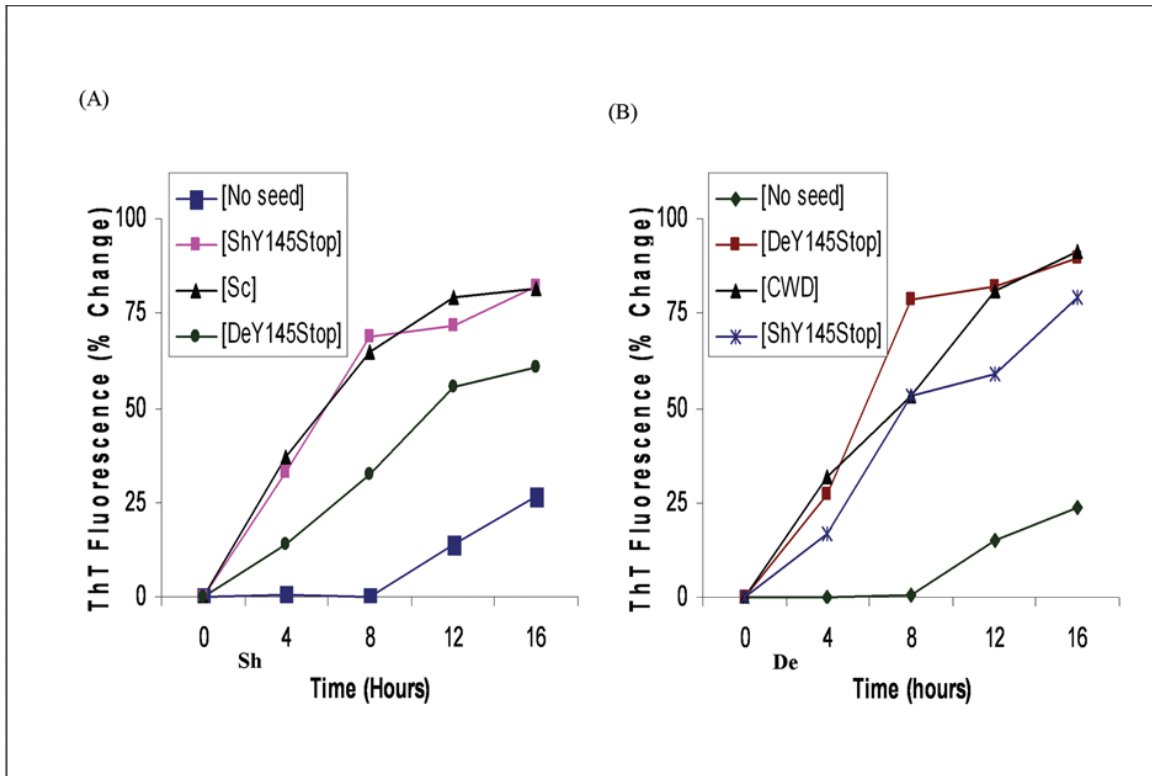 (A)
[No seed]
[ShY145Stop]
[Sc]
[DeY145Stop]
ThT Fluorescence (% Change)
100
75
50
25
0
0 4 8 12 16
Sh
Time (Hours)
(B)
[No seed]
[DeY145Stop]
[CWD]
[ShY145Stop]
ThT Fluorescence (% Change)
100
75
50
25
0
0 4 8 12 16
De
Time (hours)